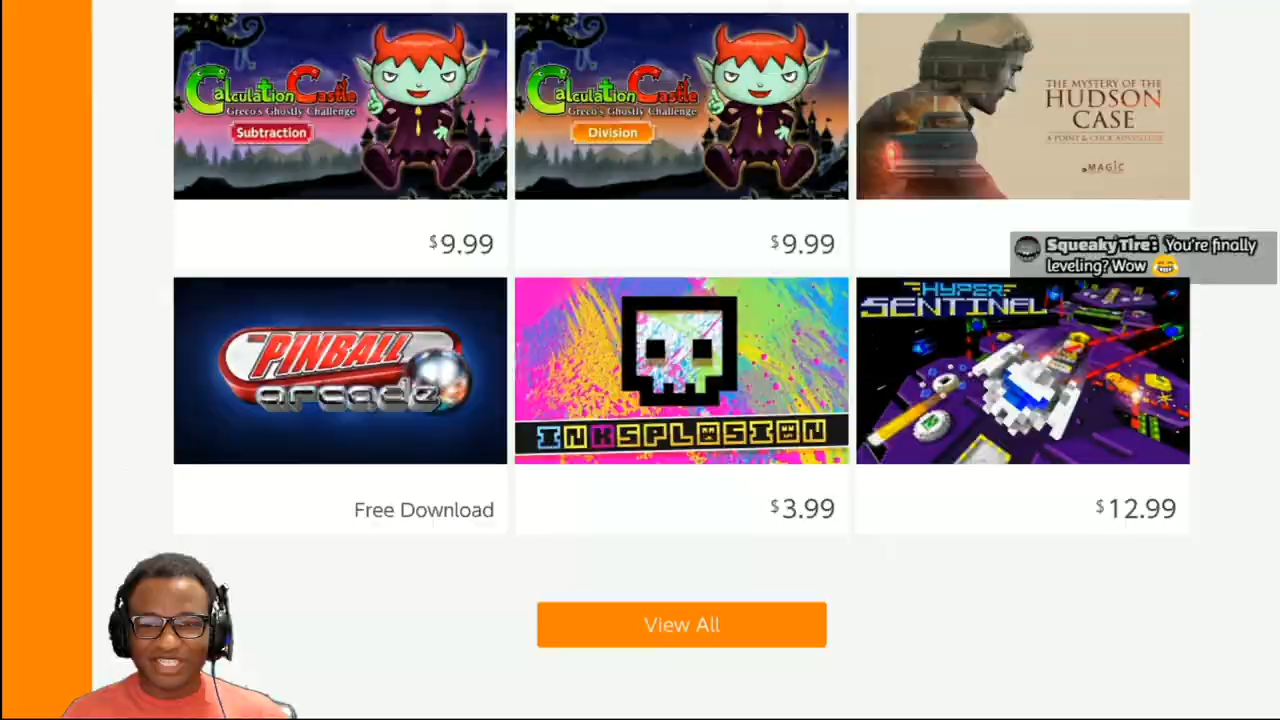 Calculation Castle
Greco's Ghostly Challenge
Subtraction
Calculation Castle
Greco's Ghostly Challenge
Division
THE MYSTERY OF THE
HUDSON
CASE
A POINT & CLICK ADVENTURE
MAGIC
$9.99
$9.99
SqueakyTire: You're finally
leveling? Wow 😂
PINBALL
arcade
INKSPLOSION
HYPER
SENTINEL
Free Download
$3.99
$12.99
View All